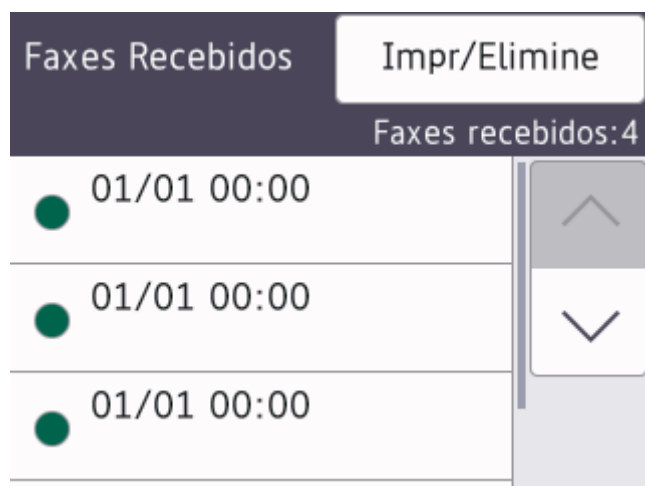 Faxes Recebidos
Impr/Elimine
Faxes recebidos:4
01/01 00:00
01/01 00:00
01/01 00:00